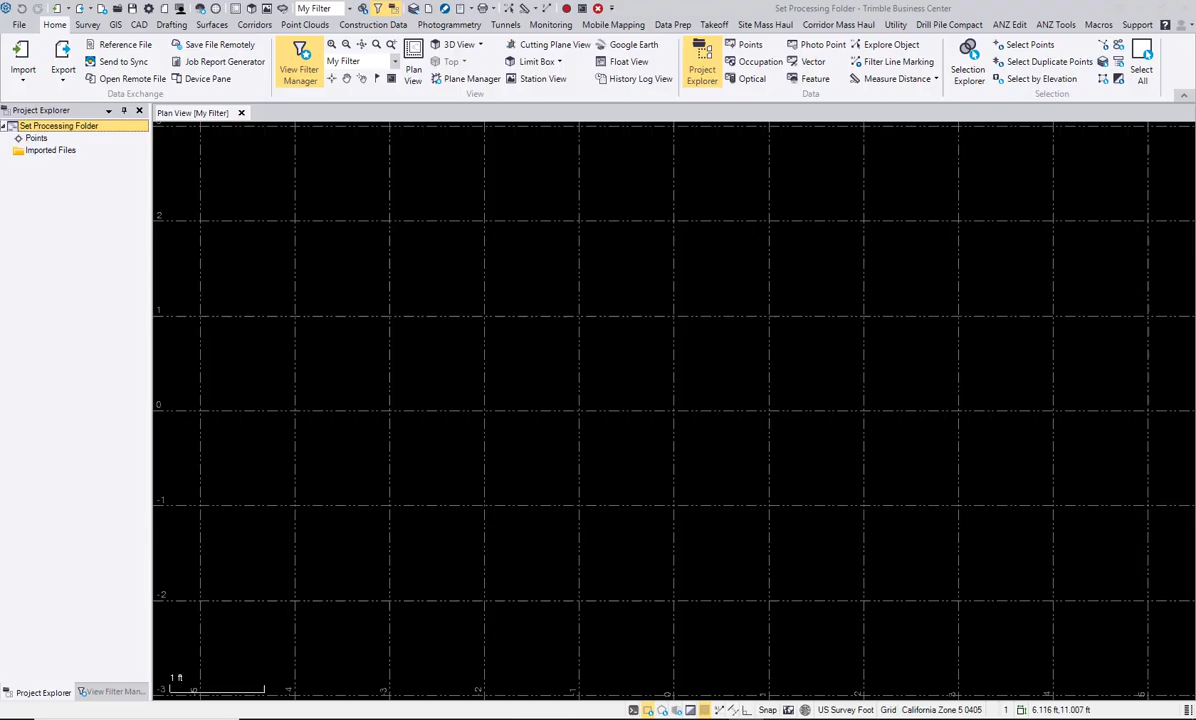 My Filter
Set Processing Folder - Trimble Business Center
File Home Survey GIS CAD Drafting Surfaces Corridors Point Clouds Construction Data Photogrammetry Tunnels Monitoring Mobile Mapping Data Prep Takeoff Site Mass Haul Corridor Mass Haul Utility Drill Pile Compact ANZ Edit ANZ Tools Macros Support
Import
Export
Reference File
Send to Sync
Open Remote File
Save File Remotely
Job Report Generator
Device Pane
Data Exchange
View Filter
Manager
My Filter
Plan
View
3D View
Top
Plane Manager
Cutting Plane View
Limit Box
Station View
Google Earth
Float View
History Log View
View
Project
Explorer
Points
Occupation
Optical
Photo Point
Vector
Feature
Explore Object
Filter Line Marking
Measure Distance
Data
Selection
Explorer
Select Points
Select Duplicate Points
Select by Elevation
Select
All
Selection
Project Explorer
Set Processing Folder
Points
Imported Files
Plan View [My Filter]
2
1
0
-1
-2
-3
1 ft
Project Explorer
View Filter Man...
Snap
US Survey Foot
Grid
California Zone 5 0405
1
6.116 ft,11.007 ft